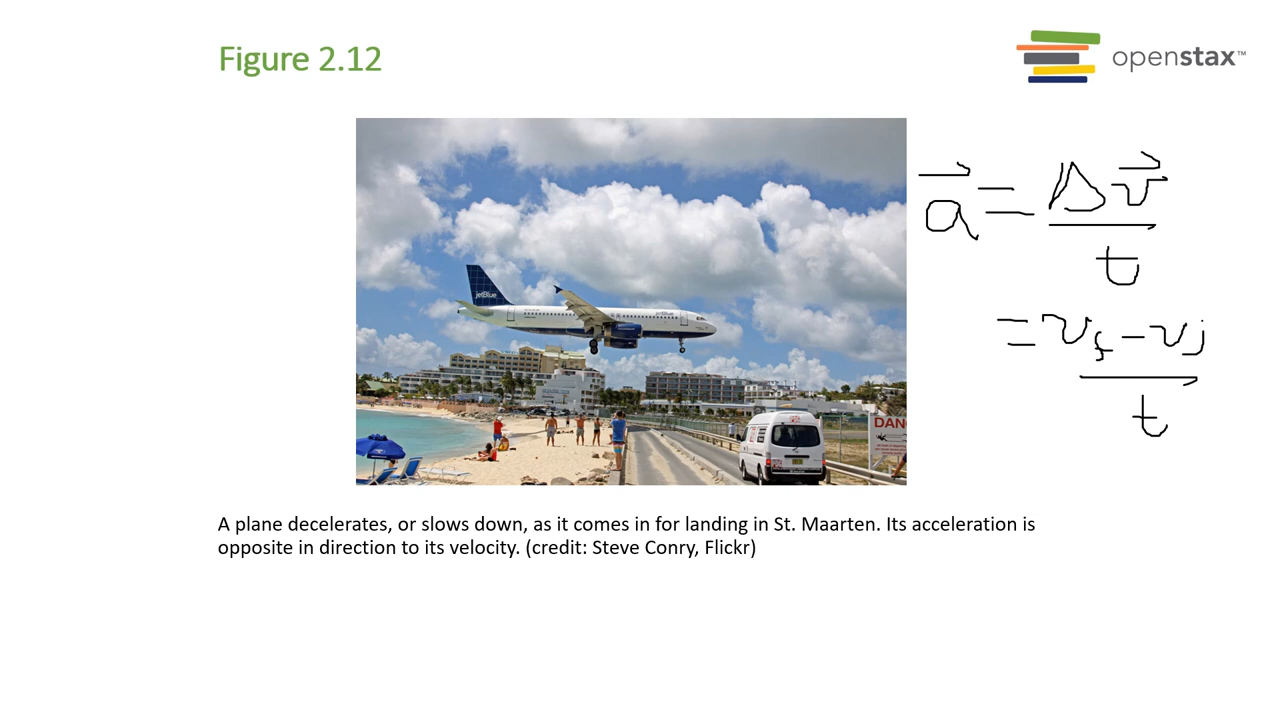 Figure 2.12
openstax™
a⃗ = Δv⃗ / t
= v_f - v_i / t
jetBlue
jetBlue
DAN
A plane decelerates, or slows down, as it comes in for landing in St. Maarten. Its acceleration is
opposite in direction to its velocity. (credit: Steve Conry, Flickr)